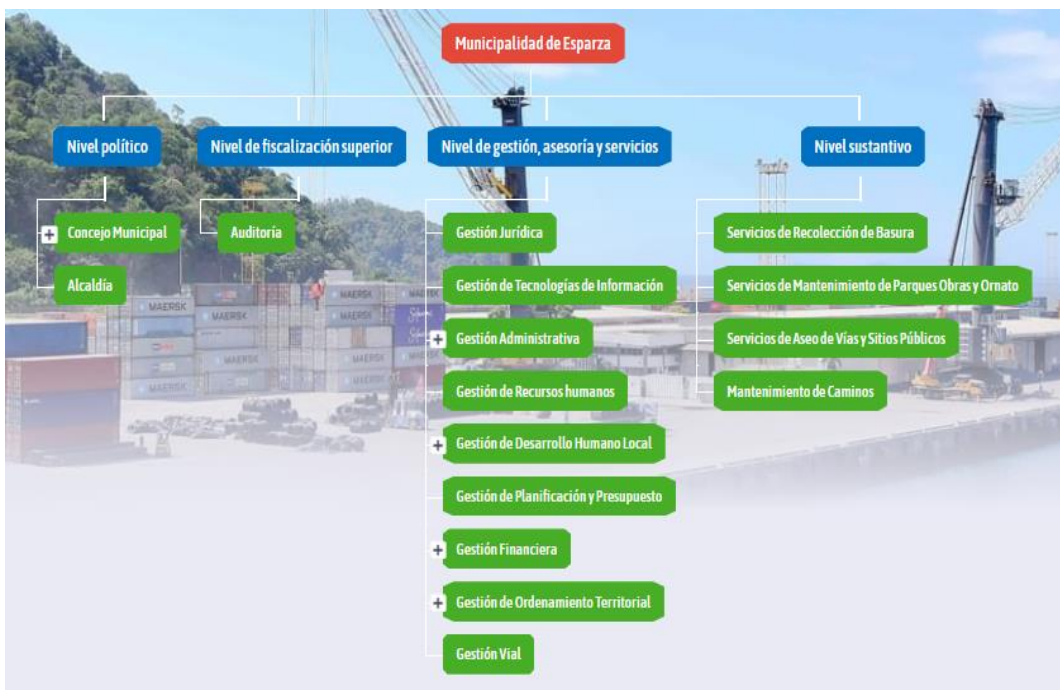 Municipalidad de Esparza
Nivel político
Nivel de fiscalización superior
Nivel de gestión, asesoría y servicios
Nivel sustantivo
+ Concejo Municipal
Alcaldía
Auditoría
Gestión Jurídica
Gestión de Tecnologías de Información
+ Gestión Administrativa
Gestión de Recursos humanos
+ Gestión de Desarrollo Humano Local
Gestión de Planificación y Presupuesto
+ Gestión Financiera
+ Gestión de Ordenamiento Territorial
Gestión Vial
Servicios de Recolección de Basura
Servicios de Mantenimiento de Parques Obras y Ornato
Servicios de Aseo de Vías y Sitios Públicos
Mantenimiento de Caminos
MAERSK
MAERSK
MAERSK
MAERSK
MAERSK
MAERSK